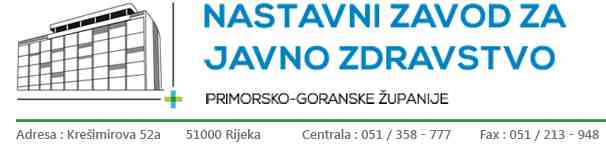 NASTAVNI ZAVOD ZA
JAVNO ZDRAVSTVO
PRIMORSKO-GORANSKE ŽUPANIJE
Adresa : Krešimirova 52a 51000 Rijeka Centrala : 051 / 358 - 777 Fax : 051 / 213 - 948